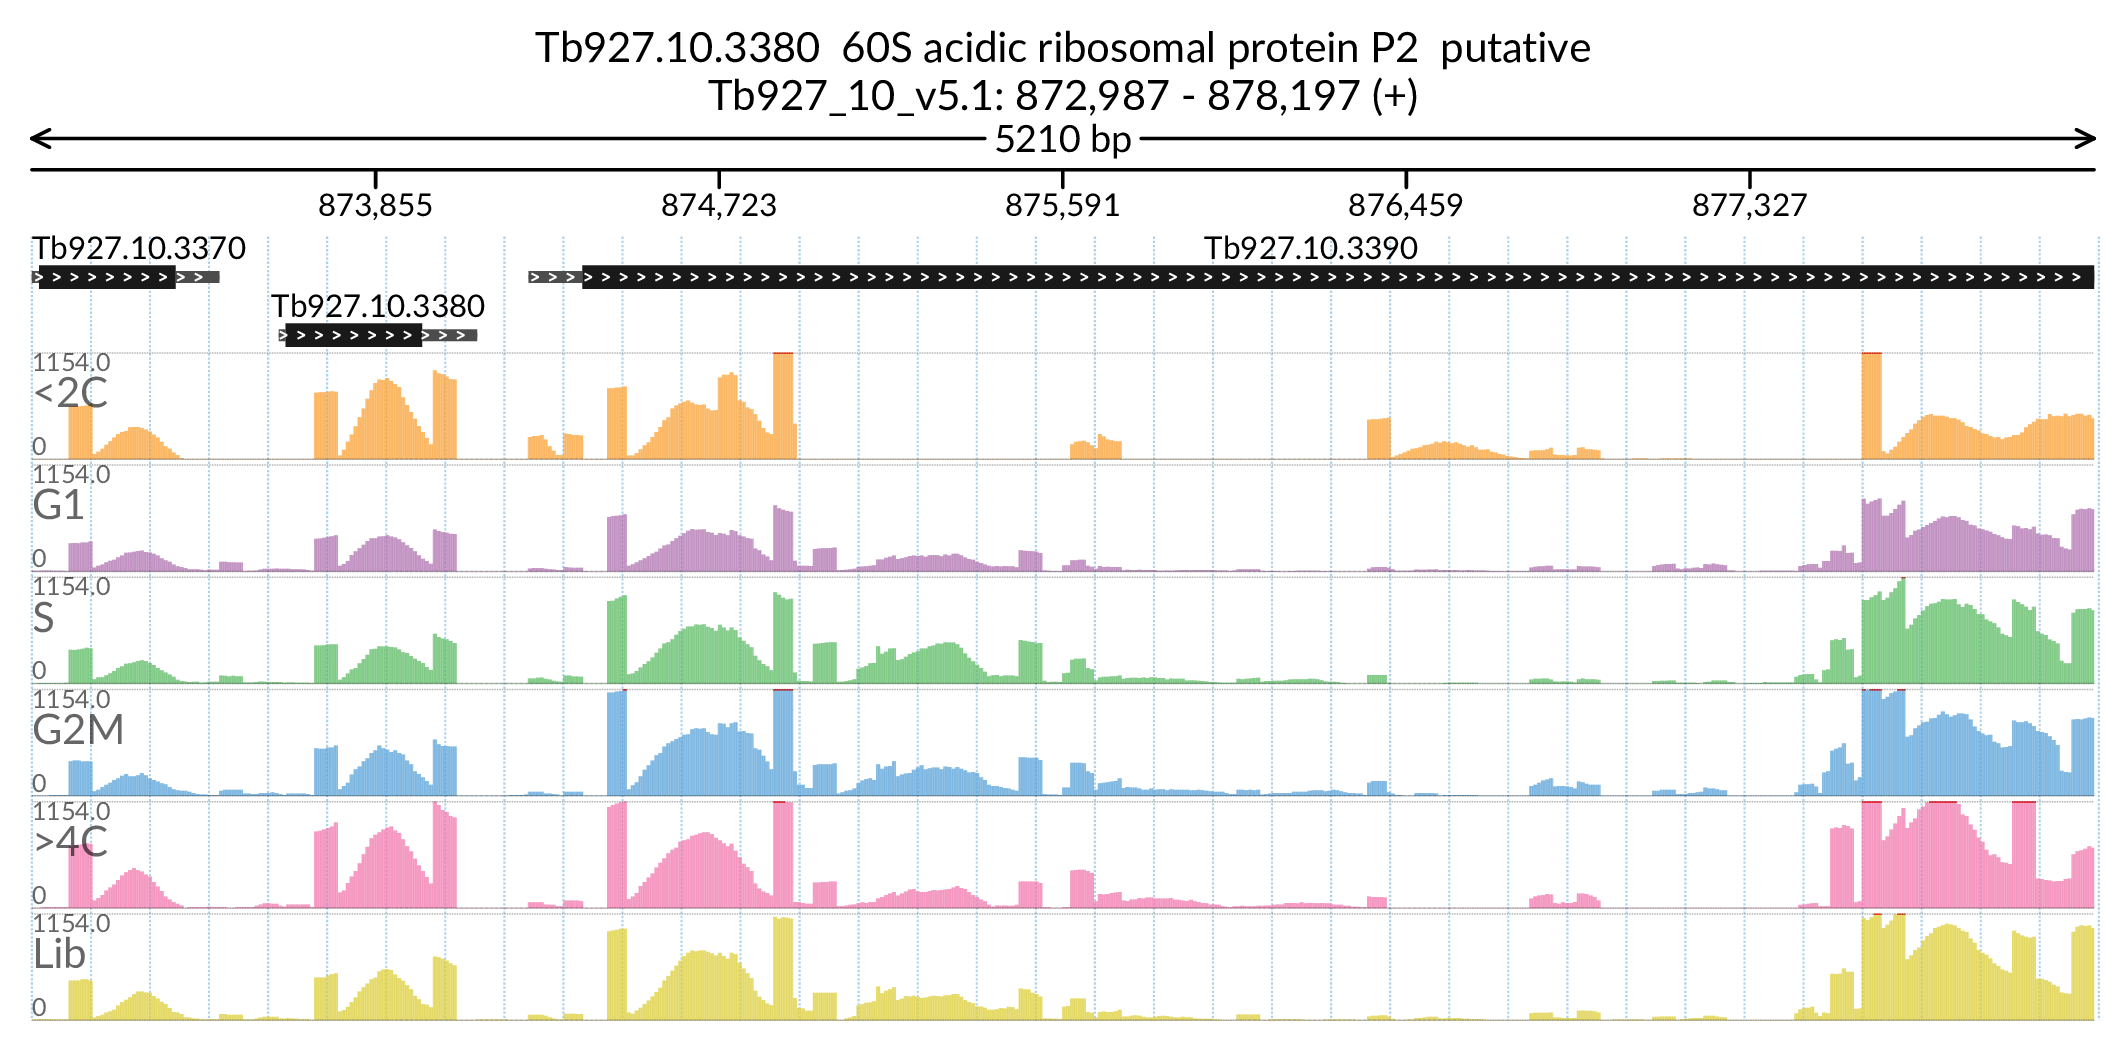 Tb927.10.3380  60S acidic ribosomal protein P2  putative
Tb927_10_v5.1: 872,987 - 878,197 (+)
5210 bp
873,855 874,723 875,591 876,459 877,327
Tb927.10.3370 Tb927.10.3390
Tb927.10.3380
1154.0
<2C
0
1154.0
G1
0
1154.0
S
0
1154.0
G2M
0
1154.0
>4C
0
1154.0
Lib
0